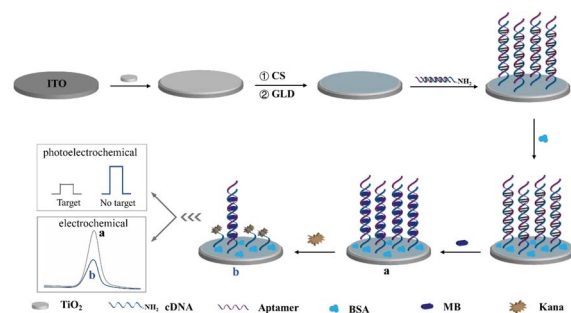 ITO
① CS
② GLD
NH₂
photoelectrochemical
Target
No target
electrochemical
a
b
b
a
TiO₂
NH₂ cDNA
Aptamer
BSA
MB
Kana